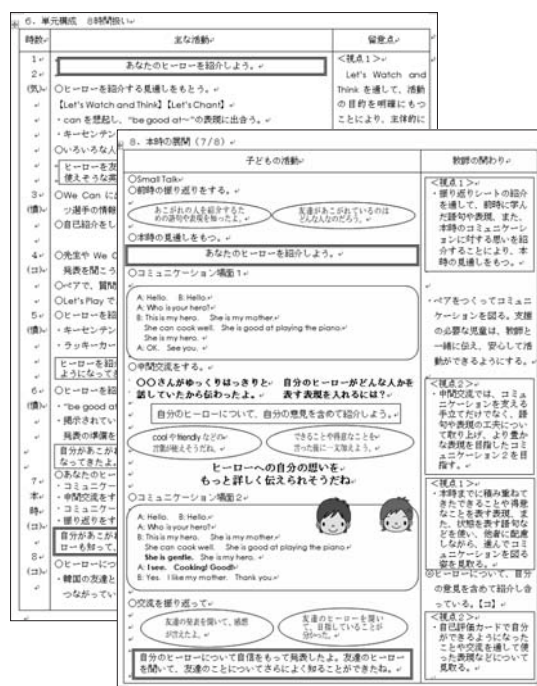 6、単元構成 8時間扱い
時数 主な活動 留意点
1
2
(気)
あなたのヒーローを紹介しよう。
○ヒーローを紹介する見通しをもとう。
【Let's Watch and Think】【Let's Chant】
・can を想起し、"be good at～"の表現に出会う。
・キーセンテン
○いろいろな人
ヒーローを友
使えそうな英
3
(慣)
○We Can に
ツ選手の情報
○自己紹介をし
4
(コ)
○先生や We C
発表を聞こう
○ペアで、質問
○Let's Play で
5
(慣)
○ヒーローを紹
・キーセンテン
・ラッキーカー
ヒーローを紹
ようになってき
6
(慣)
○ヒーローを紹
・"be good at
・掲示されてい
発表の準備を
自分があこが
なってきたよ。
7
本
時
(コ)
○あなたのヒー
・コミュニケー
・中間交流をす
・コミュニケー
・振り返りをす
自分があこが
ローも知って、
8
(コ)
○ヒーローにつ
・韓国の友達と
つながってい
<視点1>
Let's Watch and
Think を通して、活動
の目的を明確にもつ
ことにより、主体的に
8、本時の展開（7/8）
子どもの活動 教師の関わり
○Small Talk
○前時の振り返りをする。
あこがれの人を紹介するた
めの語句や表現を知ったよ。
友達があこがれているのは
どんな人なのだろう。
○本時の見通しをもつ。
あなたのヒーローを紹介しよう。
○コミュニケーション場面1
A: Hello. B: Hello.
A: Who is your hero?
B: This is my hero. She is my mother.
She can cook well. She is good at playing the piano.
She is my hero.
A: OK. See you.
○中間交流をする。
○○さんがゆっくりはっきりと
話していたから伝わったよ。
自分のヒーローがどんな人かを
表す表現を入れるには?
自分のヒーローについて、自分の意見を含めて紹介しよう。
cool や friendly などの
言葉が使えそうだね。
できることや得意なことを
言った後に一文加えよう。
ヒーローへの自分の思いを
もっと詳しく伝えられそうだね
○コミュニケーション場面2
A: Hello. B: Hello.
A: Who is your hero?
B: This is my hero. She is my mother.
She can cook well. She is good at playing the piano.
She is gentle. She is my hero.
A: I see. Cooking! Good!
B: Yes. I like my mother. Thank you.
○交流を振り返って
友達の発表を聞いて、感想
が言えたよ。
友達のヒーローを聞い
て、目指していることが
分かった。
自分のヒーローについて自信をもって発表したよ。友達のヒーロー
を聞いて、友達のことについてさらによく知ることができたね。
<視点1>
・振り返りシートの紹介
を通して、前時に学ん
だ語句や表現、また、
本時のコミュニケーシ
ョンに対する思いを紹
介することにより、本
時の見通しをもつ。
・ペアをつくってコミュニ
ケーションを図る。支援
の必要な児童は、教師と
一緒に伝え、安心して活
動ができるようにする。
<視点2>
・中間交流では、コミュ
ニケーションを支える
手立てだけでなく、語
句や表現の工夫につい
て取り上げ、より豊か
な表現を目指したコミ
ュニケーション2を目
指す。
<視点1>
・本時までに積み重ねて
きたできることや得意
なことを表す表現、ま
た、状態を表す語句な
どを使い、他者に配慮
しながら、進んでコミ
ュニケーションを図る
姿を見取る。
◎ヒーローについて、自分
の意見を含めて紹介し合
っている。【コ】
<視点2>
・自己評価カードで自分
ができるようになった
ことや交流を通して使
った表現などについて
見取る。